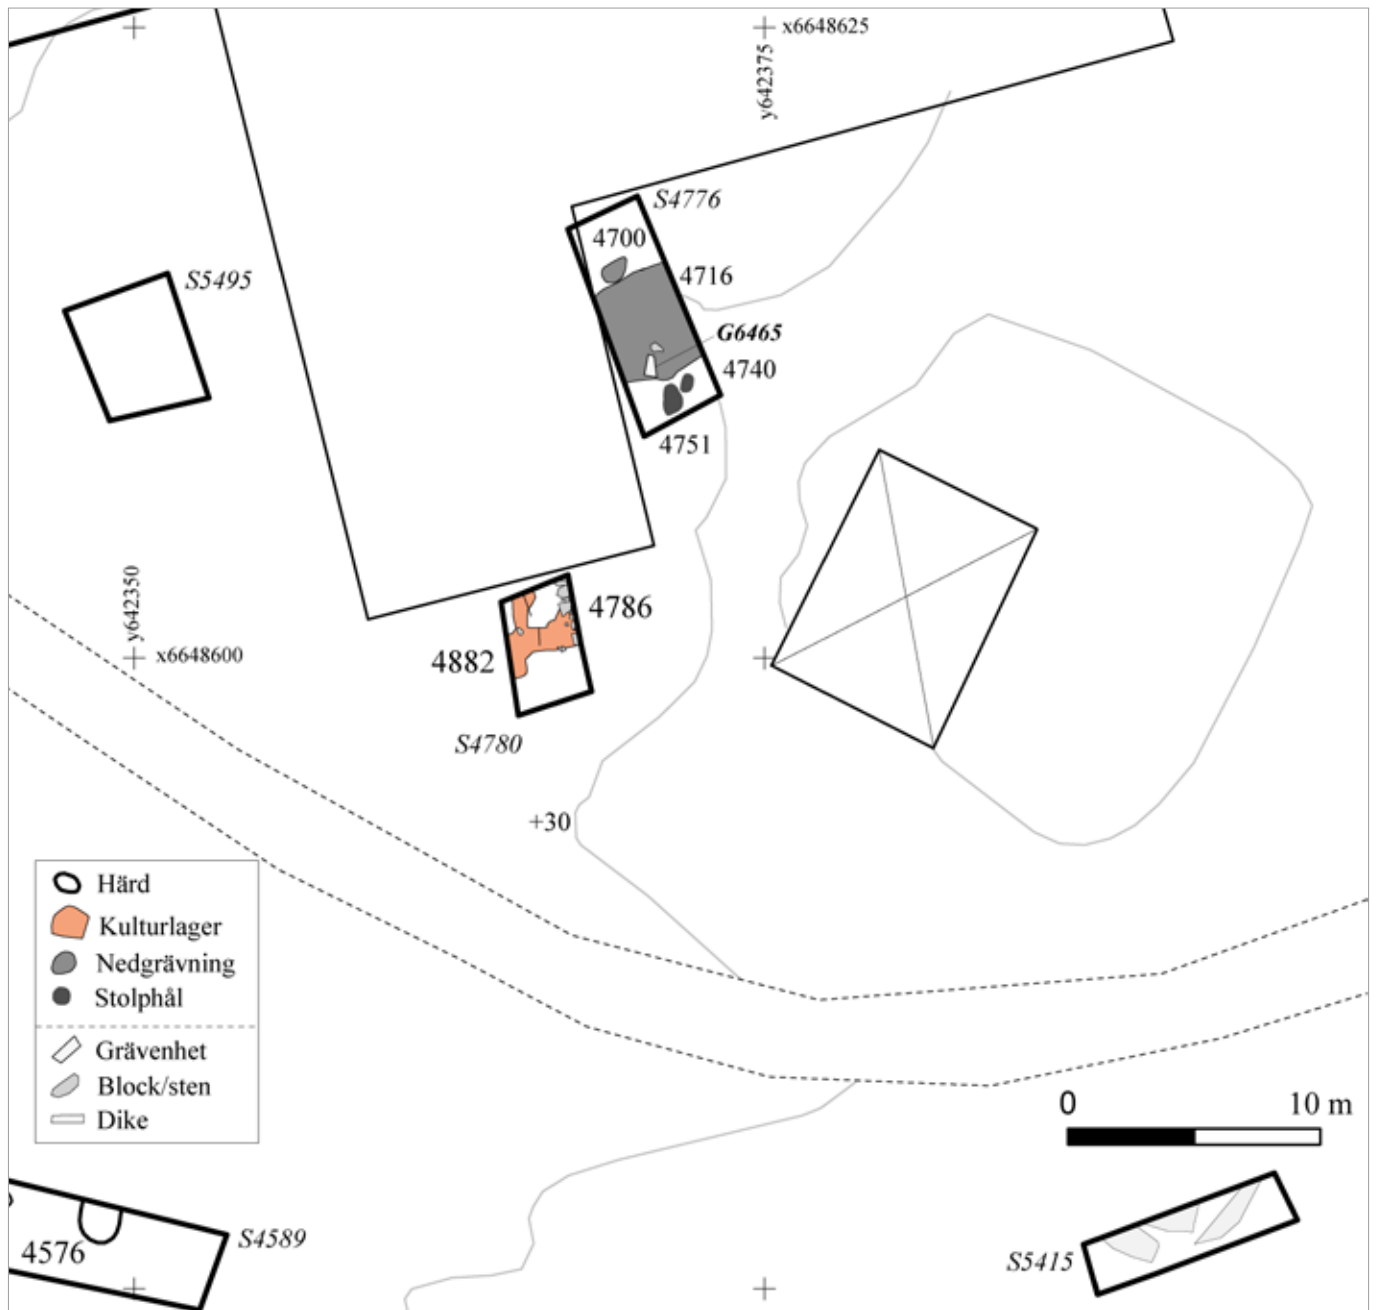 x6648625
y642375
S4776
4700
S5495
4716
G6465
4740
4751
y642350
4786
x6648600
4882
S4780
+30
Härd
Kulturlager
Nedgrävning
Stolphål
Grävenhet
Block/sten
Dike
0 10 m
S4589
4576
S5415